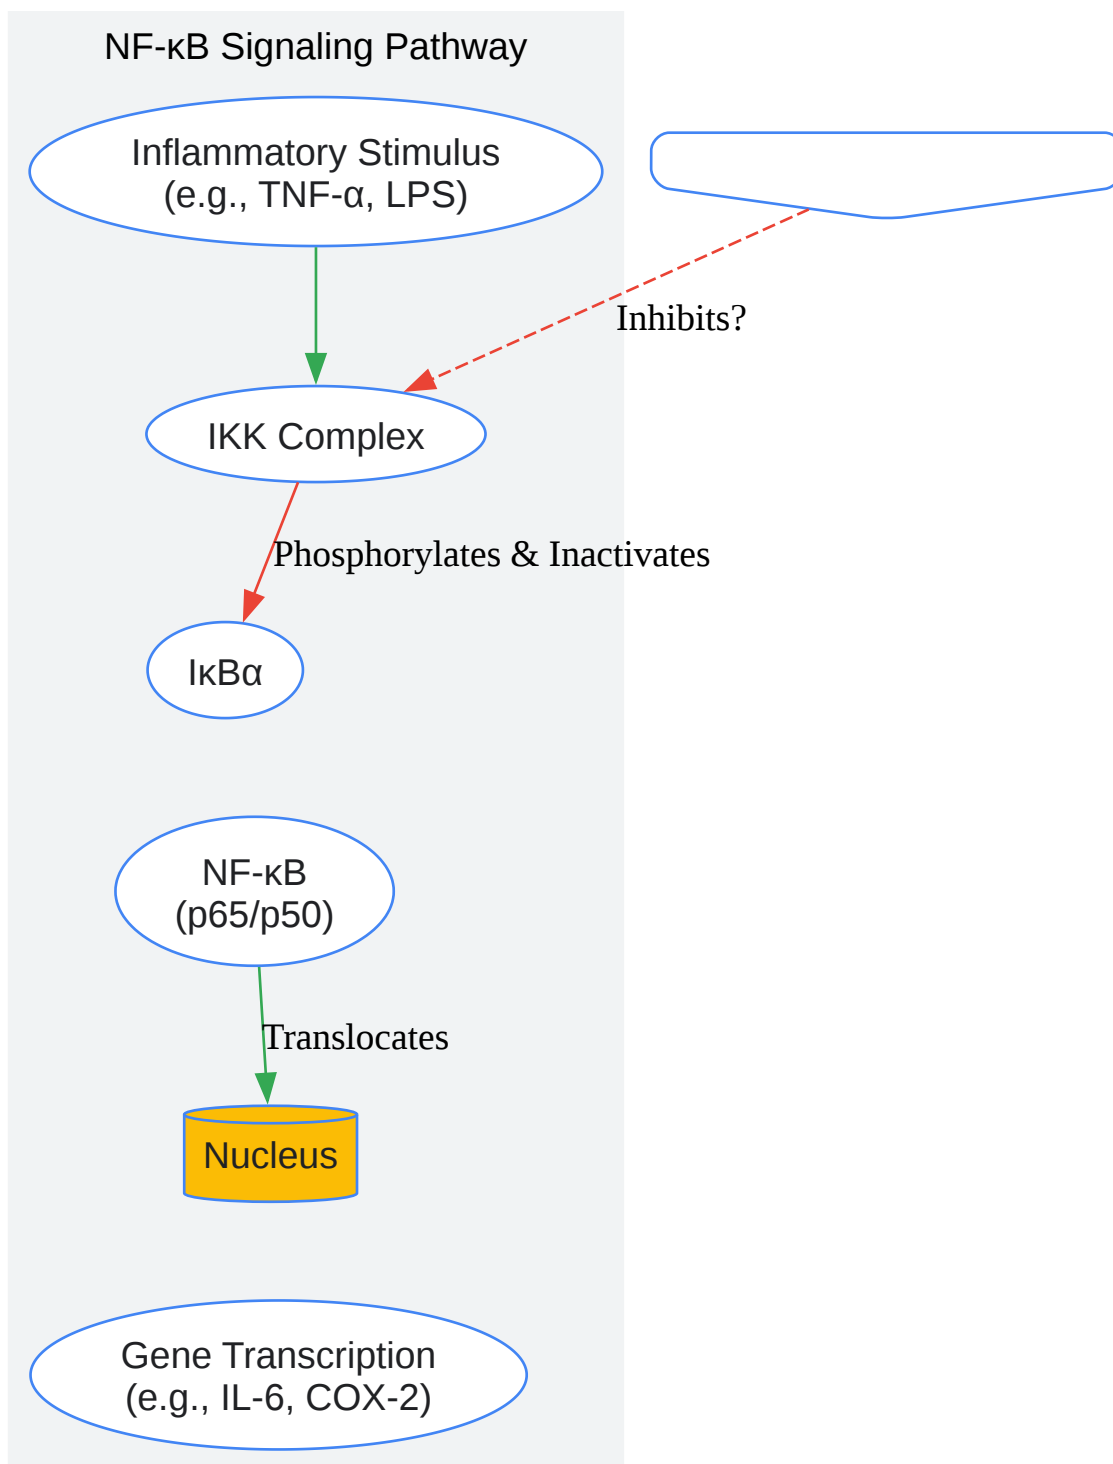 NF-κB Signaling Pathway
Inflammatory Stimulus
(e.g., TNF-α, LPS)
Inhibits?
IKK Complex
Phosphorylates & Inactivates
IκBα
NF-κB
(p65/p50)
Translocates
Nucleus
Gene Transcription
(e.g., IL-6, COX-2)